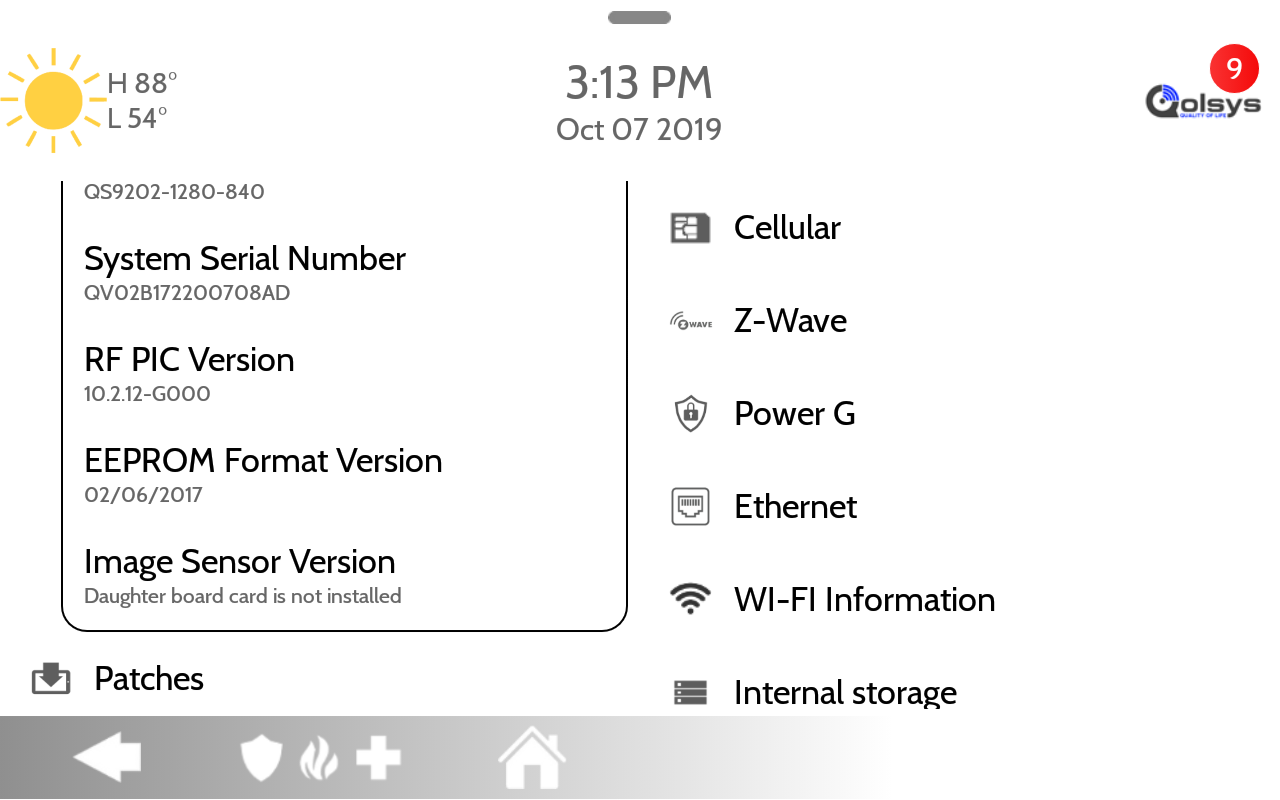 H 88°
L 54°
3:13 PM
Oct 07 2019
9
Qolsys
QUALITY OF LIFE
QS9202-1280-840
System Serial Number
QV02B172200708AD
RF PIC Version
10.2.12-G000
EEPROM Format Version
02/06/2017
Image Sensor Version
Daughter board card is not installed
Patches
Cellular
Z WAVE
Z-Wave
Power G
Ethernet
WI-FI Information
Internal storage